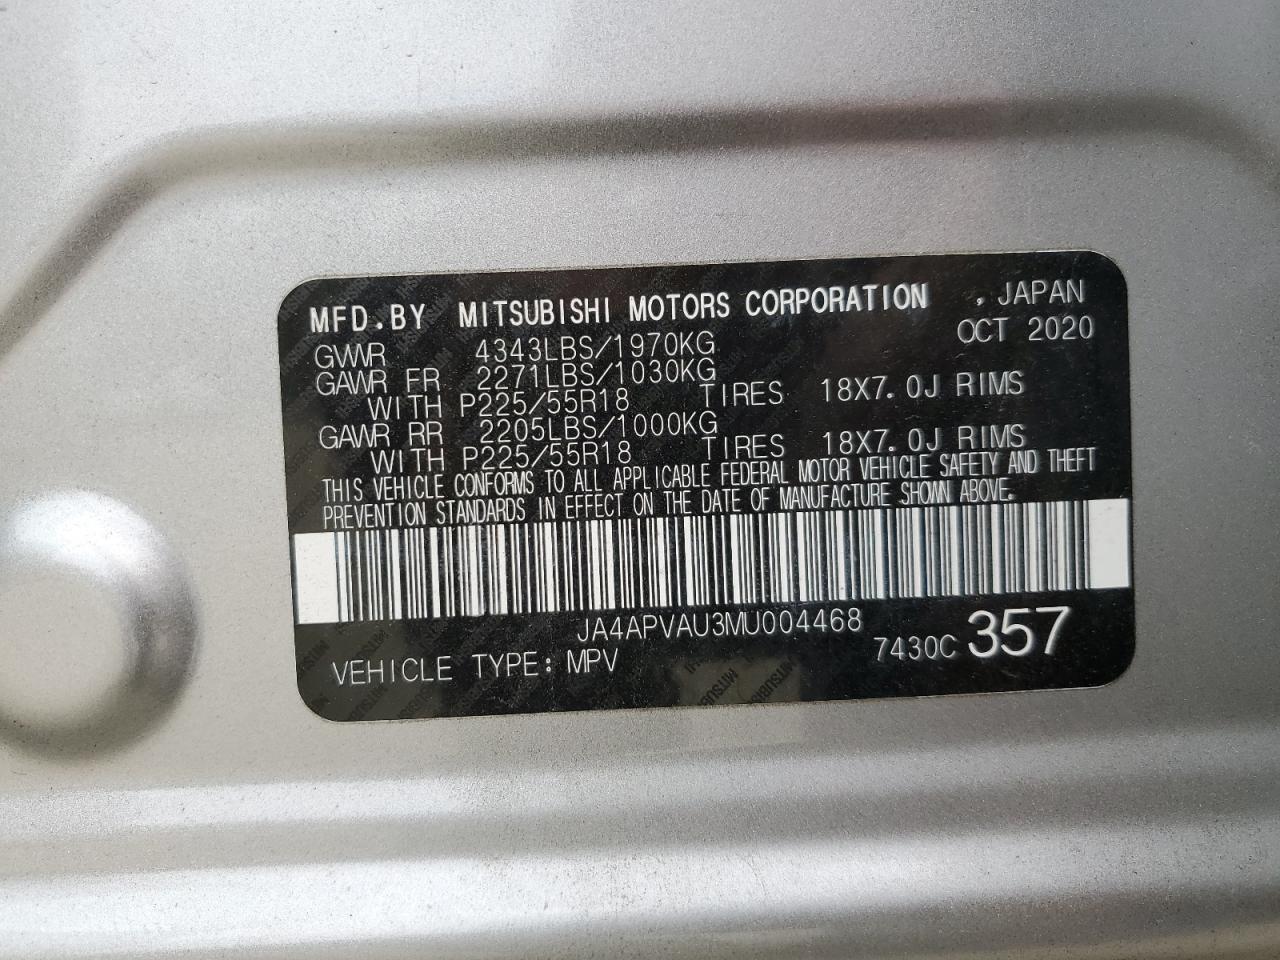 MFD.BY MITSUBISHI MOTORS CORPORATION , JAPAN
OCT 2020
GVWR 4343LBS/1970KG
GAWR FR 2271LBS/1030KG
WITH P225/55R18 TIRES 18X7.0J RIMS
GAWR RR 2205LBS/1000KG
WITH P225/55R18 TIRES 18X7.0J RIMS
THIS VEHICLE CONFORMS TO ALL APPLICABLE FEDERAL MOTOR VEHICLE SAFETY AND THEFT
PREVENTION STANDARDS IN EFFECT ON THE DATE OF MANUFACTURE SHOWN ABOVE.
JA4APVAU3MU004468
7430C 357
VEHICLE TYPE: MPV